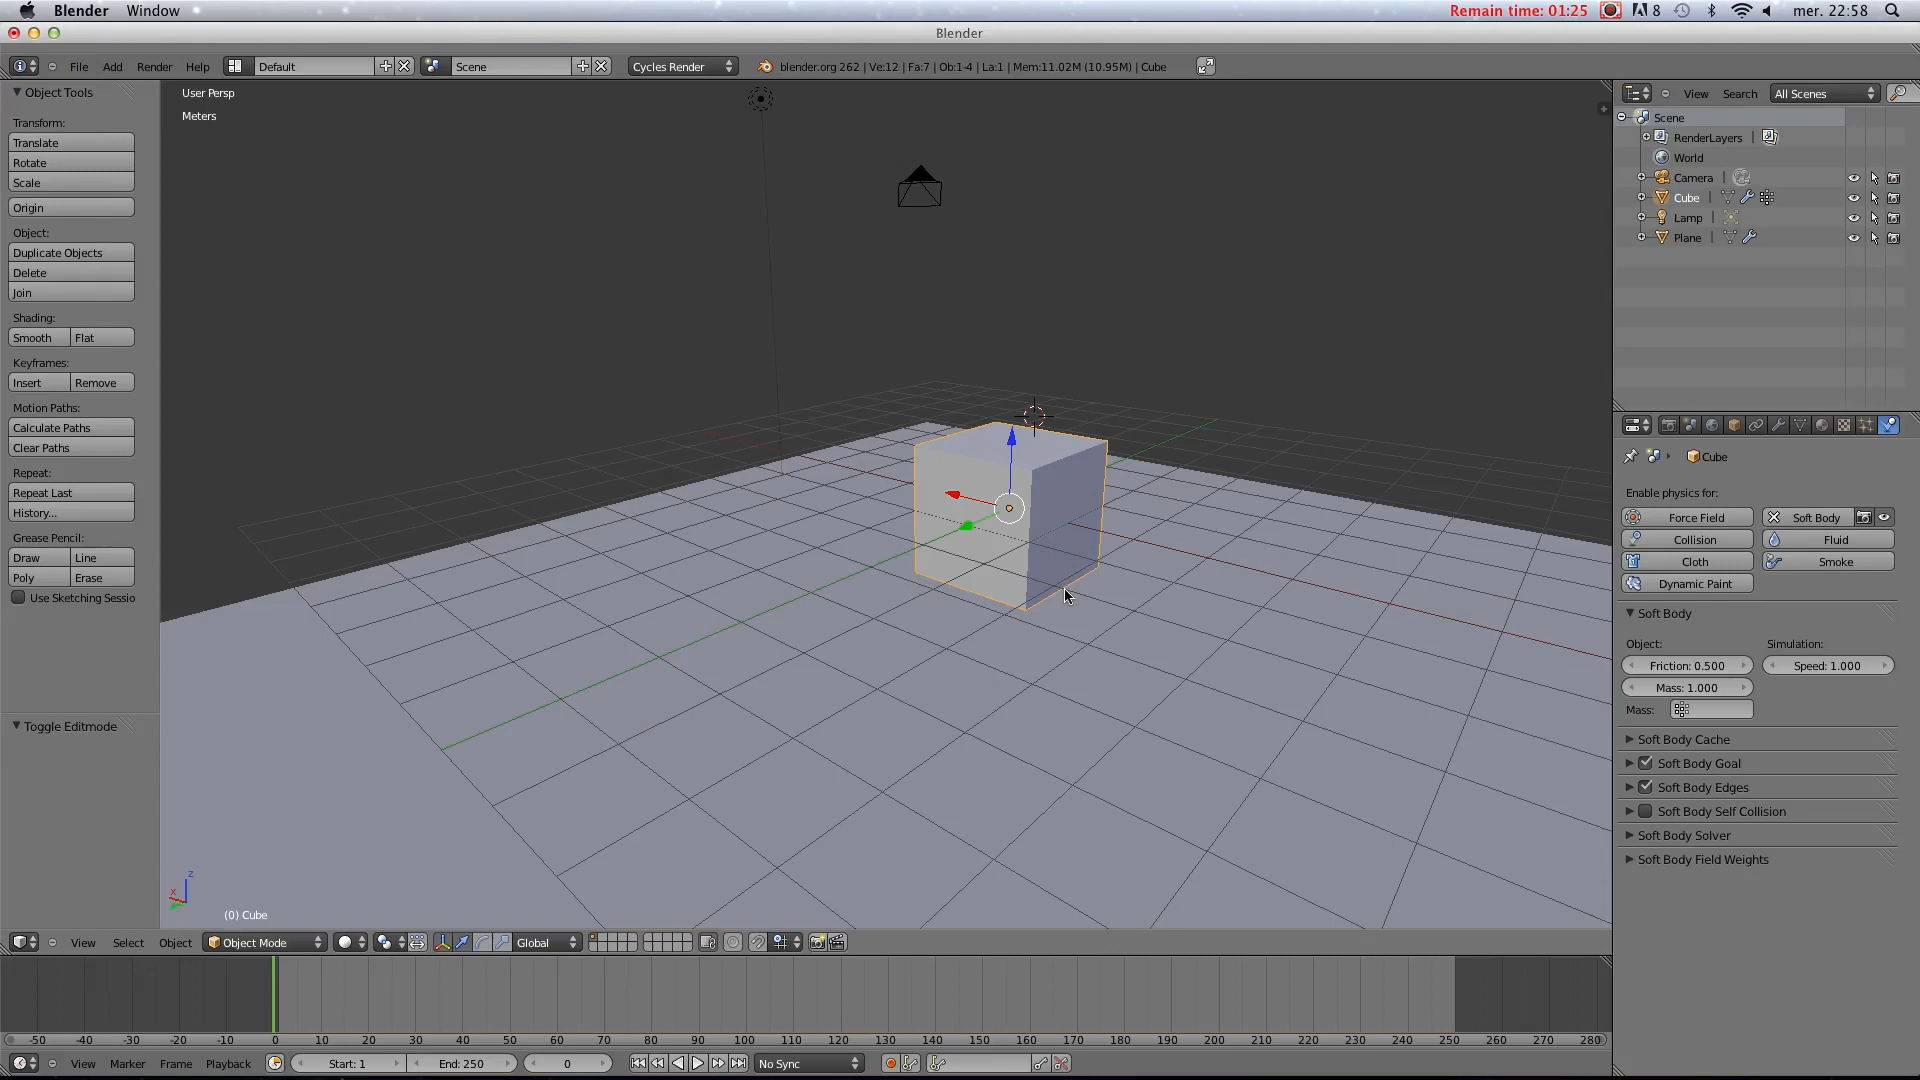 Blender Window Remain time: 01:25 8 mer. 22:58
Blender
File Add Render Help Default Scene Cycles Render blender.org 262 | Ve:12 | Fa:7 | Ob:1-4 | La:1 | Mem:11.02M (10.95M) | Cube
Object Tools
Transform:
Translate
Rotate
Scale
Origin
Object:
Duplicate Objects
Delete
Join
Shading:
Smooth Flat
Keyframes:
Insert Remove
Motion Paths:
Calculate Paths
Clear Paths
Repeat:
Repeat Last
History...
Grease Pencil:
Draw Line
Poly Erase
Use Sketching Sessio
Toggle Editmode
User Persp
Meters
z
x
(0) Cube
View Select Object Object Mode Global
View Search All Scenes
Scene
RenderLayers |
World
Camera |
Cube |
Lamp |
Plane |
Cube
Enable physics for:
Force Field Soft Body
Collision Fluid
Cloth Smoke
Dynamic Paint
Soft Body
Object: Simulation:
Friction: 0.500 Speed: 1.000
Mass: 1.000
Mass:
Soft Body Cache
Soft Body Goal
Soft Body Edges
Soft Body Self Collision
Soft Body Solver
Soft Body Field Weights
-50 -40 -30 -20 -10 0 10 20 30 40 50 60 70 80 90 100 110 120 130 140 150 160 170 180 190 200 210 220 230 240 250 260 270 280
View Marker Frame Playback Start: 1 End: 250 0 No Sync